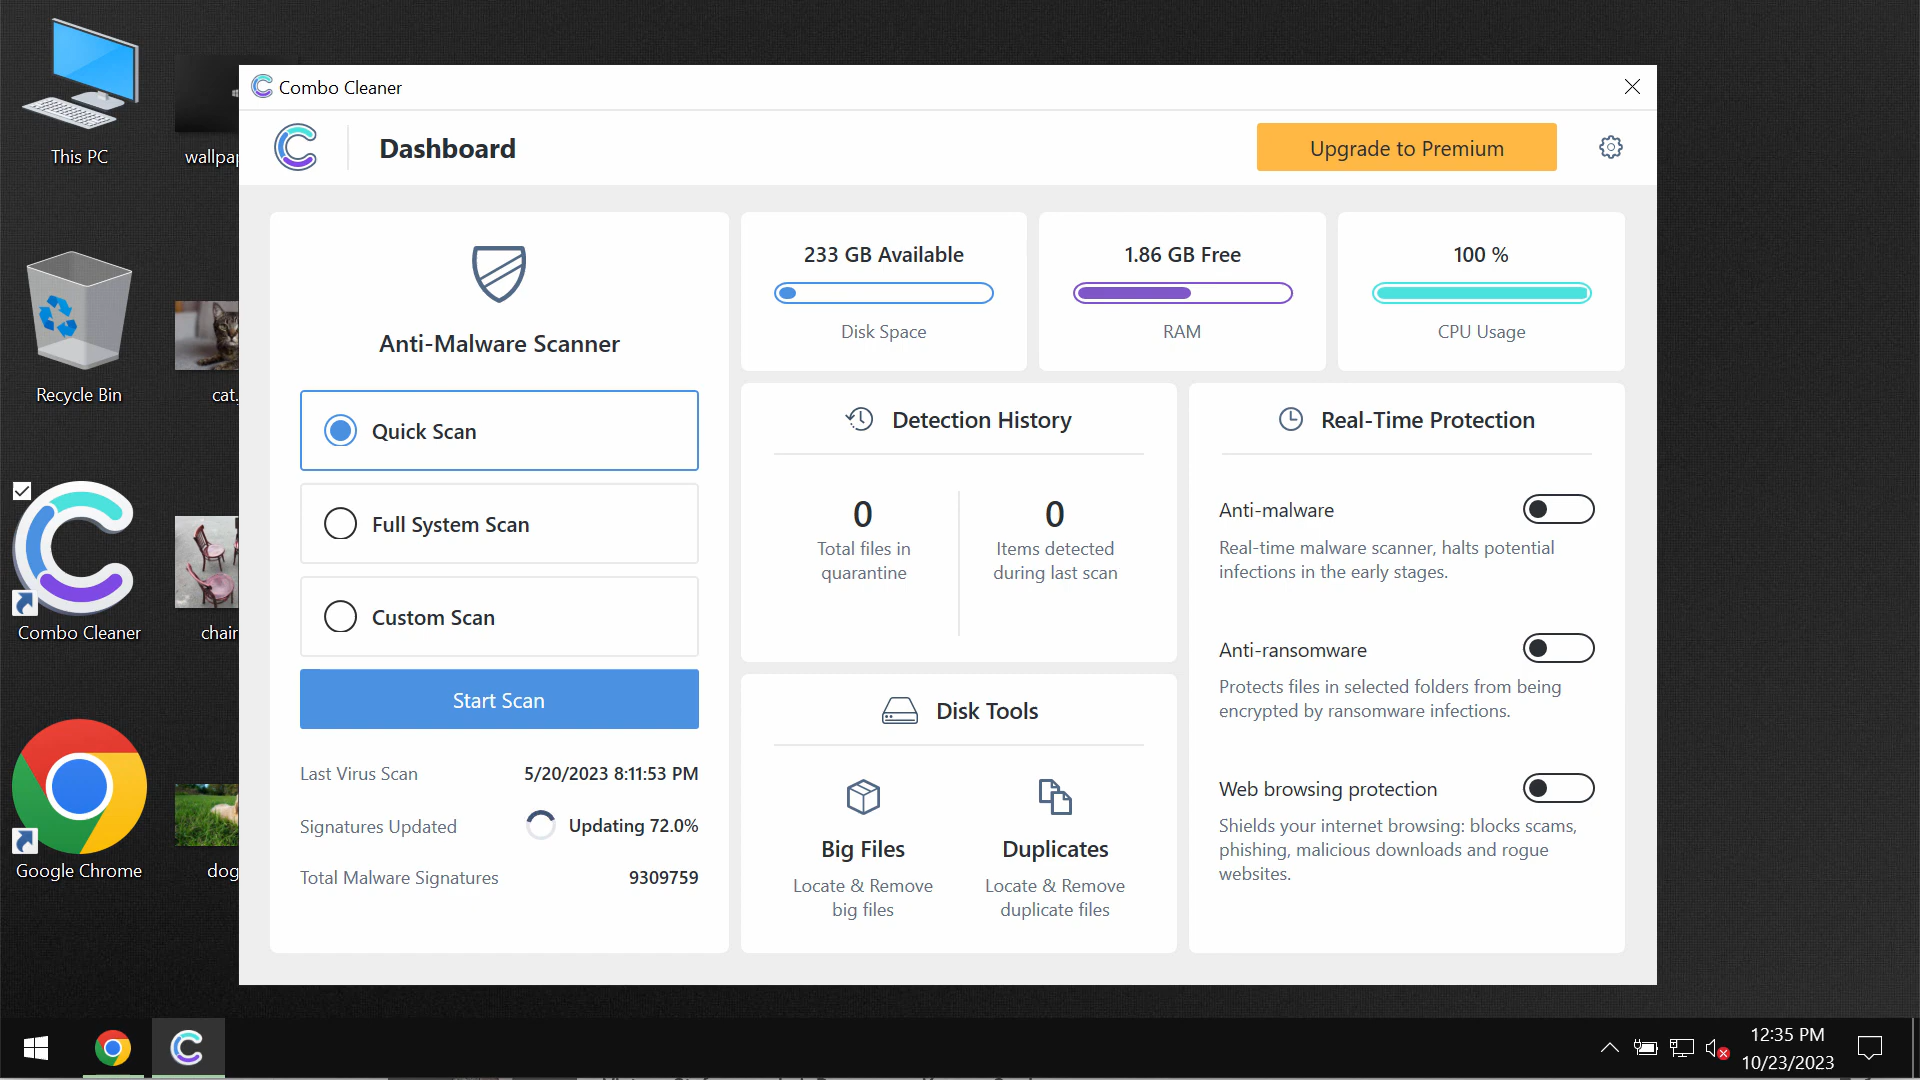 This PC
wallpap
Recycle Bin
cat.
Combo Cleaner
chair
Google Chrome
dog
Combo Cleaner
Dashboard
Upgrade to Premium
Anti-Malware Scanner
Quick Scan
Full System Scan
Custom Scan
Start Scan
Last Virus Scan 5/20/2023 8:11:53 PM
Signatures Updated Updating 72.0%
Total Malware Signatures 9309759
233 GB Available
Disk Space
1.86 GB Free
RAM
100 %
CPU Usage
Detection History
0
Total files in
quarantine
0
Items detected
during last scan
Disk Tools
Big Files
Locate & Remove
big files
Duplicates
Locate & Remove
duplicate files
Real-Time Protection
Anti-malware
Real-time malware scanner, halts potential
infections in the early stages.
Anti-ransomware
Protects files in selected folders from being
encrypted by ransomware infections.
Web browsing protection
Shields your internet browsing: blocks scams,
phishing, malicious downloads and rogue
websites.
12:35 PM
10/23/2023